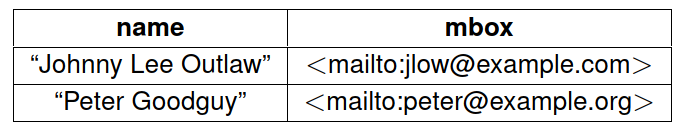 name mbox
“Johnny Lee Outlaw” <mailto:jlow@example.com>
“Peter Goodguy” <mailto:peter@example.org>